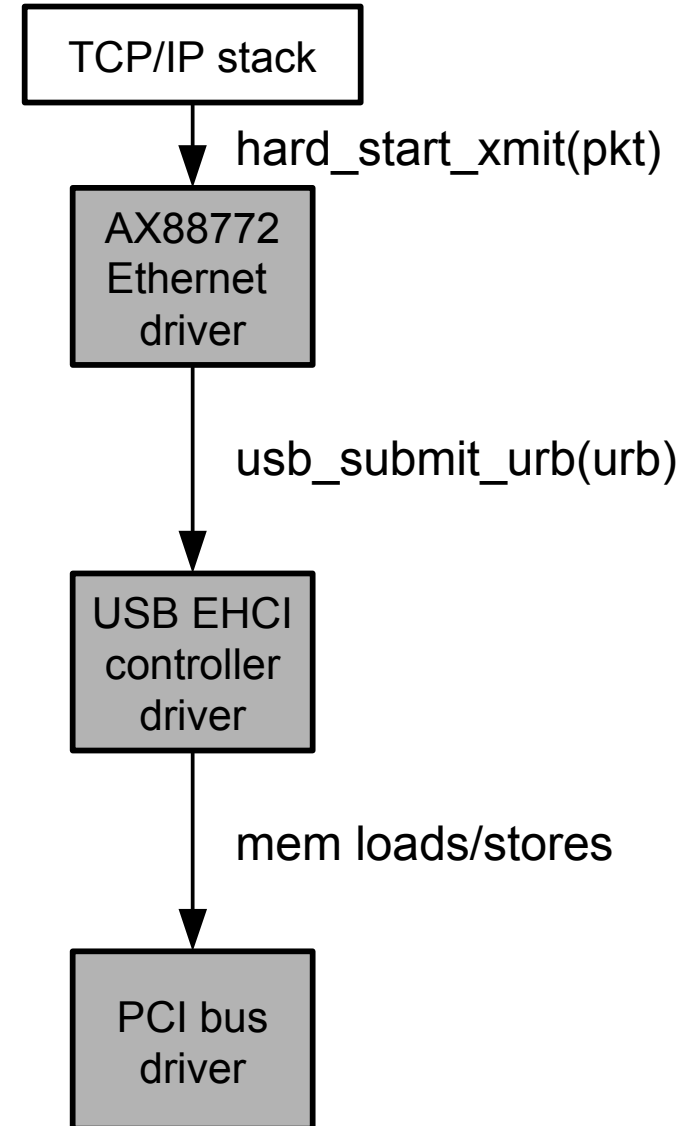 TCP/IP stack
hard_start_xmit(pkt)
AX88772
Ethernet
driver
usb_submit_urb(urb)
USB EHCI
controller
driver
mem loads/stores
PCI bus
driver